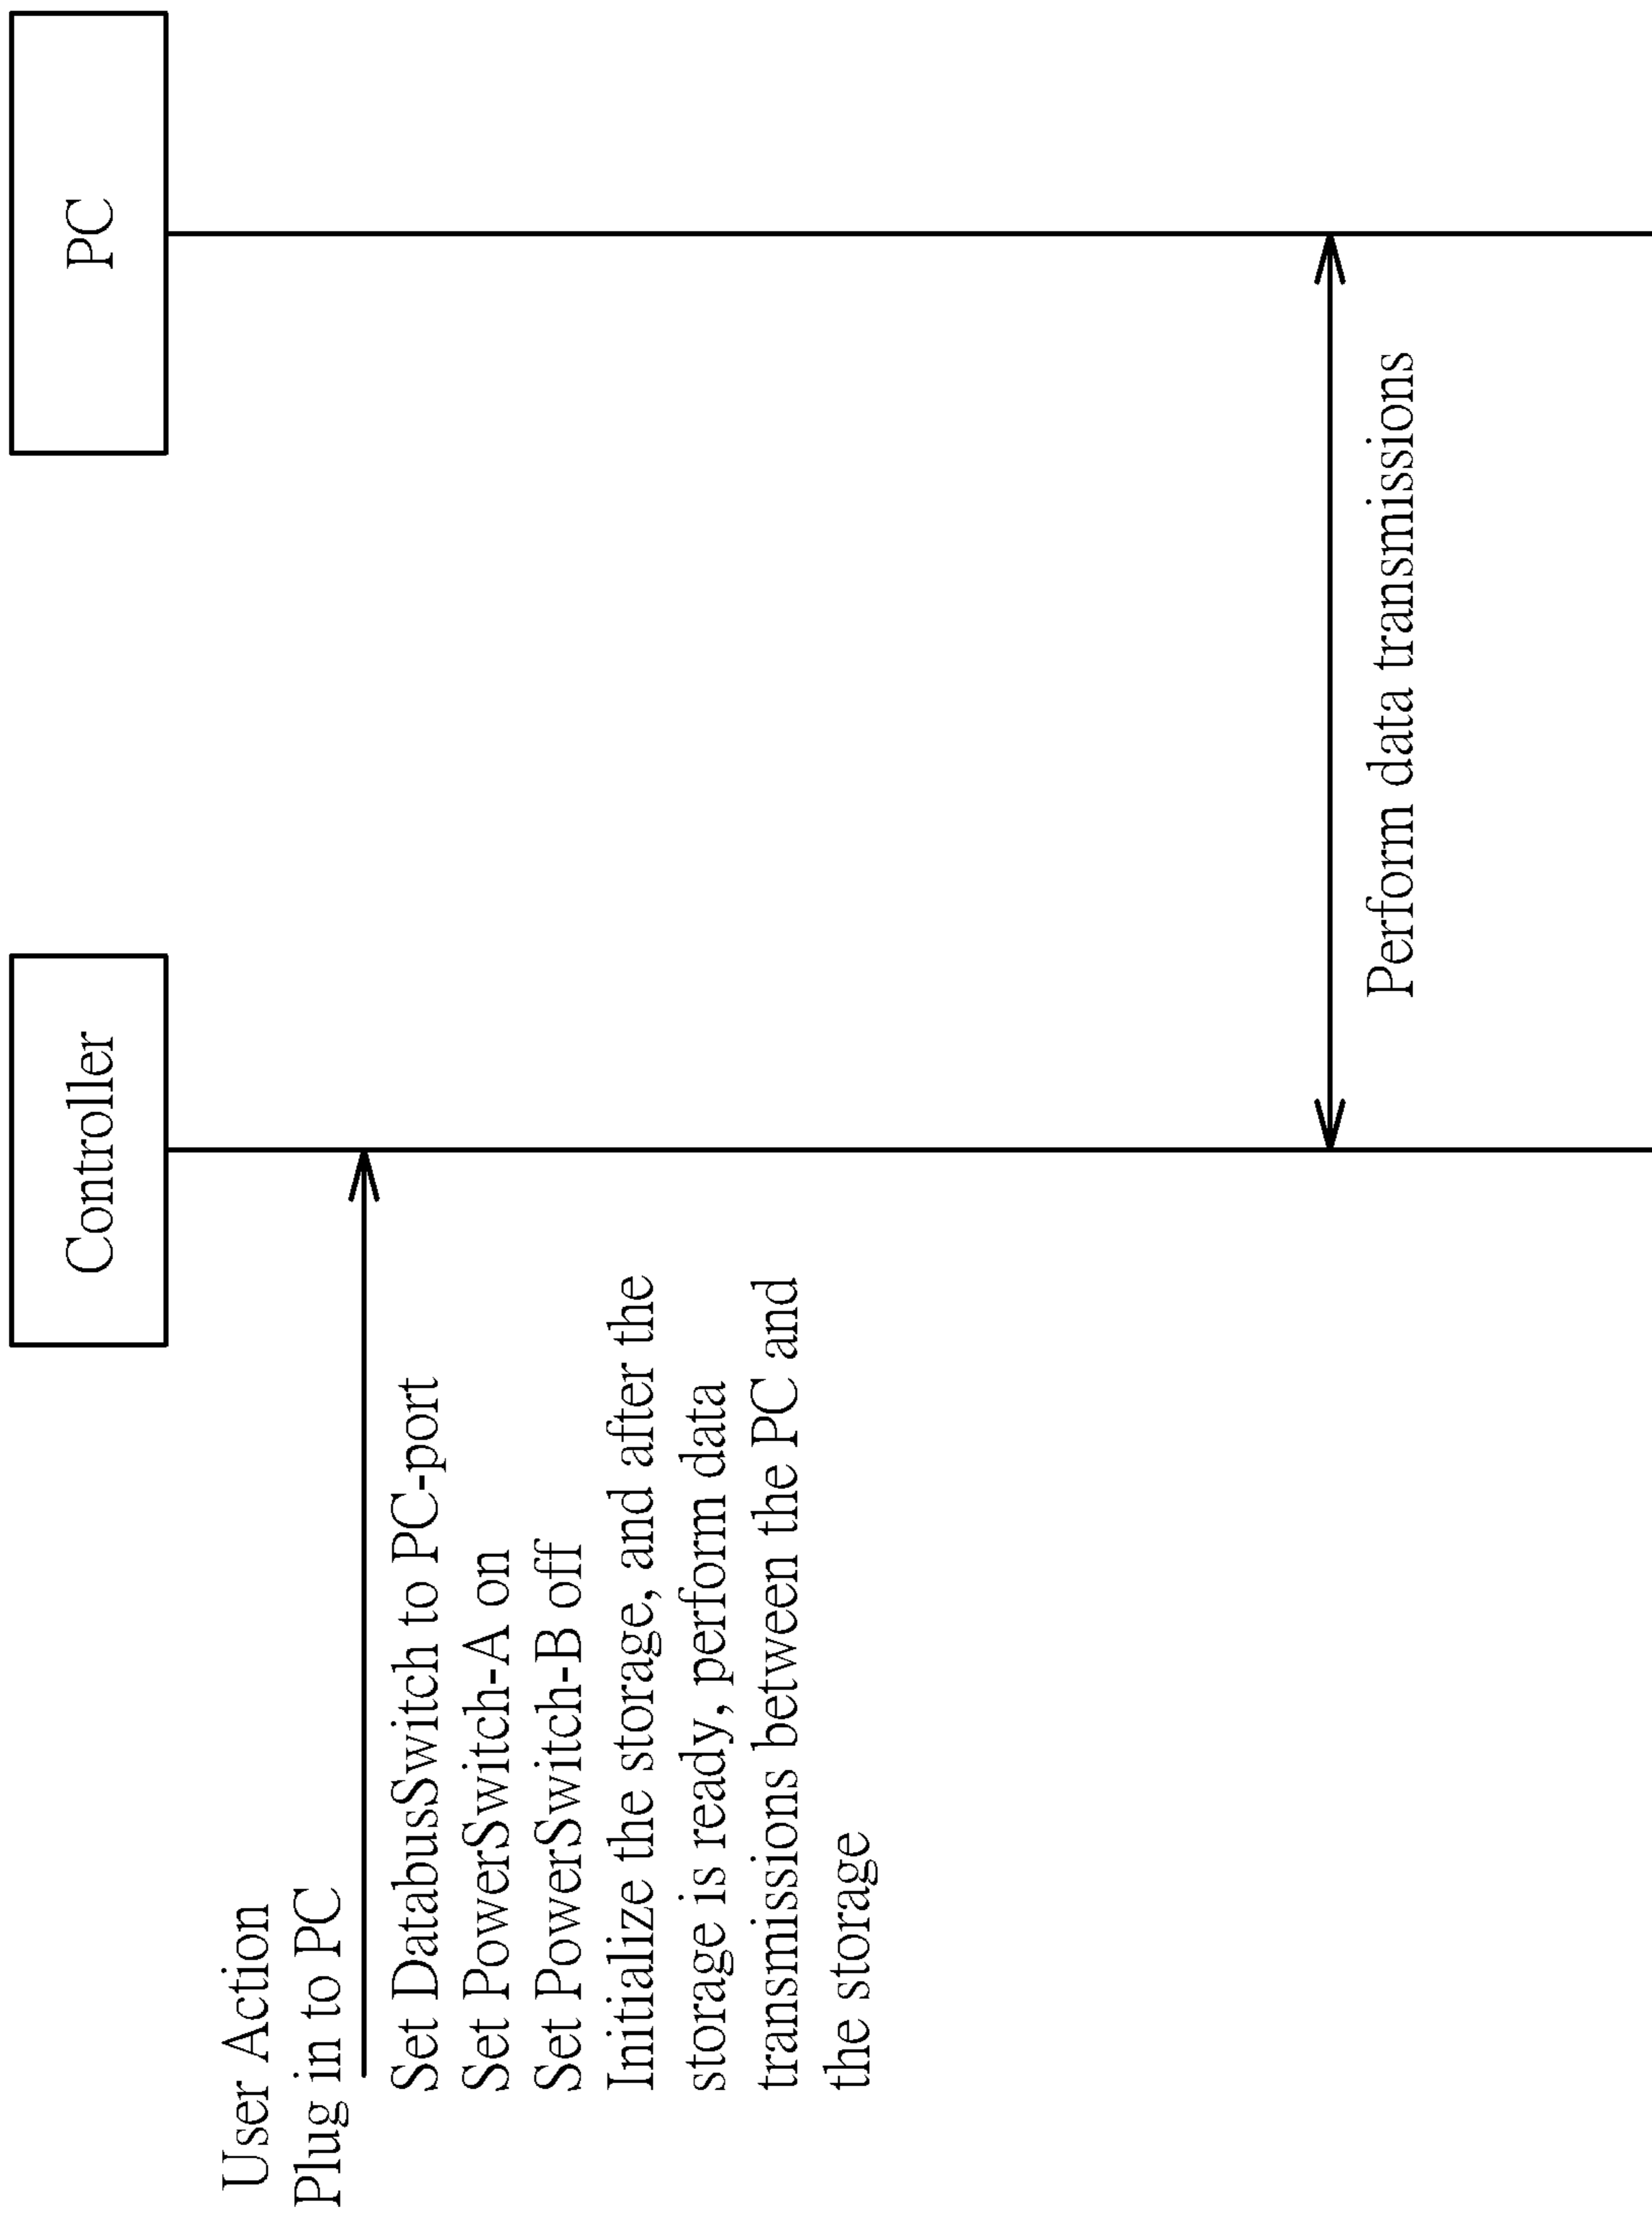 Controller
PC
User Action
Plug in to PC
Set DatabusSwitch to PC-port
Set PowerSwitch-A on
Set PowerSwitch-B off
Initialize the storage, and after the
storage is ready, perform data
transmissions between the PC and
the storage
Perform data transmissions